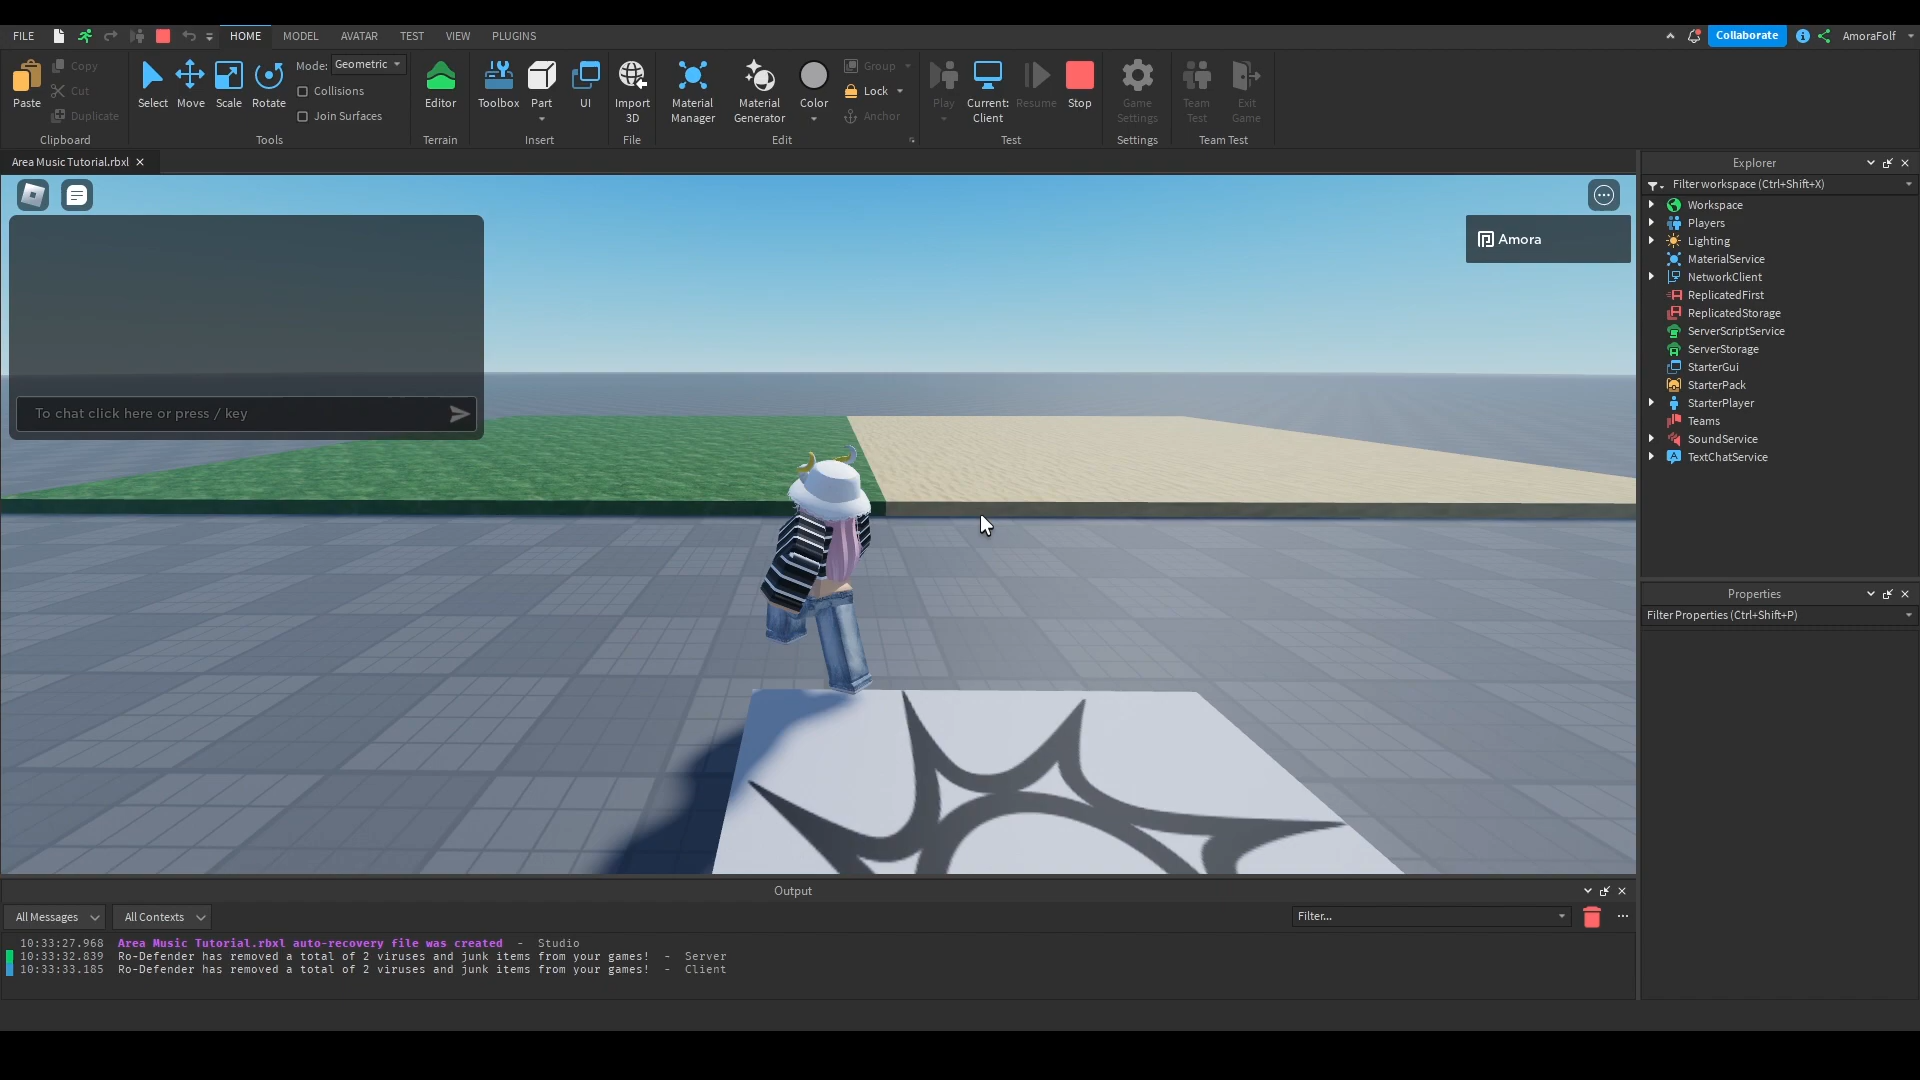 FILE
HOME
MODEL
AVATAR
TEST
VIEW
PLUGINS
Collaborate
AmoraFolf
Paste
Copy
Cut
Duplicate
Clipboard
Select
Move
Scale
Rotate
Mode: Geometric
Collisions
Join Surfaces
Tools
Editor
Terrain
Toolbox
Part
UI
Insert
Import
3D
File
Material
Manager
Material
Generator
Color
Group
Lock
Anchor
Edit
Play
Current:
Client
Resume
Stop
Test
Game
Settings
Settings
Team
Test
Exit
Game
Team Test
Area Music Tutorial.rbxl
To chat click here or press / key
Amora
Explorer
Filter workspace (Ctrl+Shift+X)
Workspace
Players
Lighting
MaterialService
NetworkClient
ReplicatedFirst
ReplicatedStorage
ServerScriptService
ServerStorage
StarterGui
StarterPack
StarterPlayer
Teams
SoundService
TextChatService
Properties
Filter Properties (Ctrl+Shift+P)
Output
All Messages
All Contexts
Filter...
10:33:27.968 Area Music Tutorial.rbxl auto-recovery file was created - Studio
10:33:32.839 Ro-Defender has removed a total of 2 viruses and junk items from your games! - Server
10:33:33.185 Ro-Defender has removed a total of 2 viruses and junk items from your games! - Client